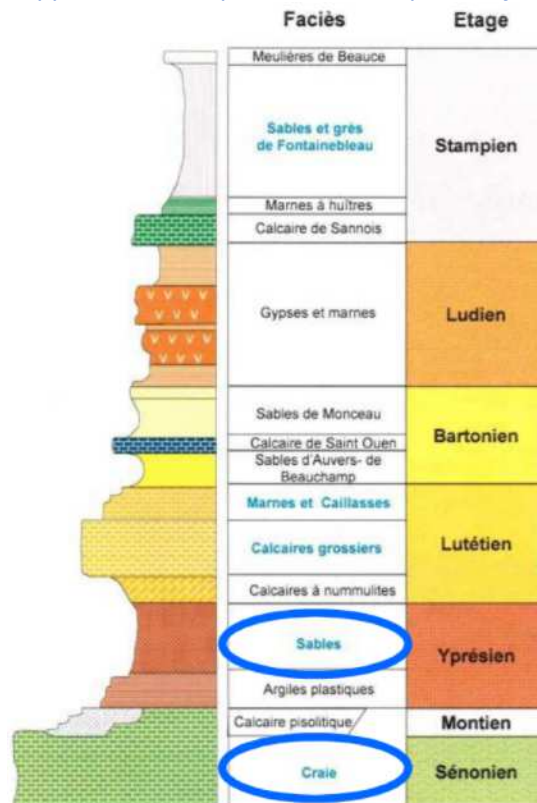 Faciès Etage
Meulières de Beauce
Sables et grès
de Fontainebleau
Stampien
Marnes à huîtres
Calcaire de Sannois
Gypses et marnes
Ludien
Sables de Monceau
Bartonien
Calcaire de Saint Ouen
Sables d'Auvers- de
Beauchamp
Marnes et Caillasses
Calcaires grossiers
Lutétien
Calcaires à nummulites
Sables
Yprésien
Argiles plastiques
Calcaire pisolitique
Montien
Craie
Sénonien